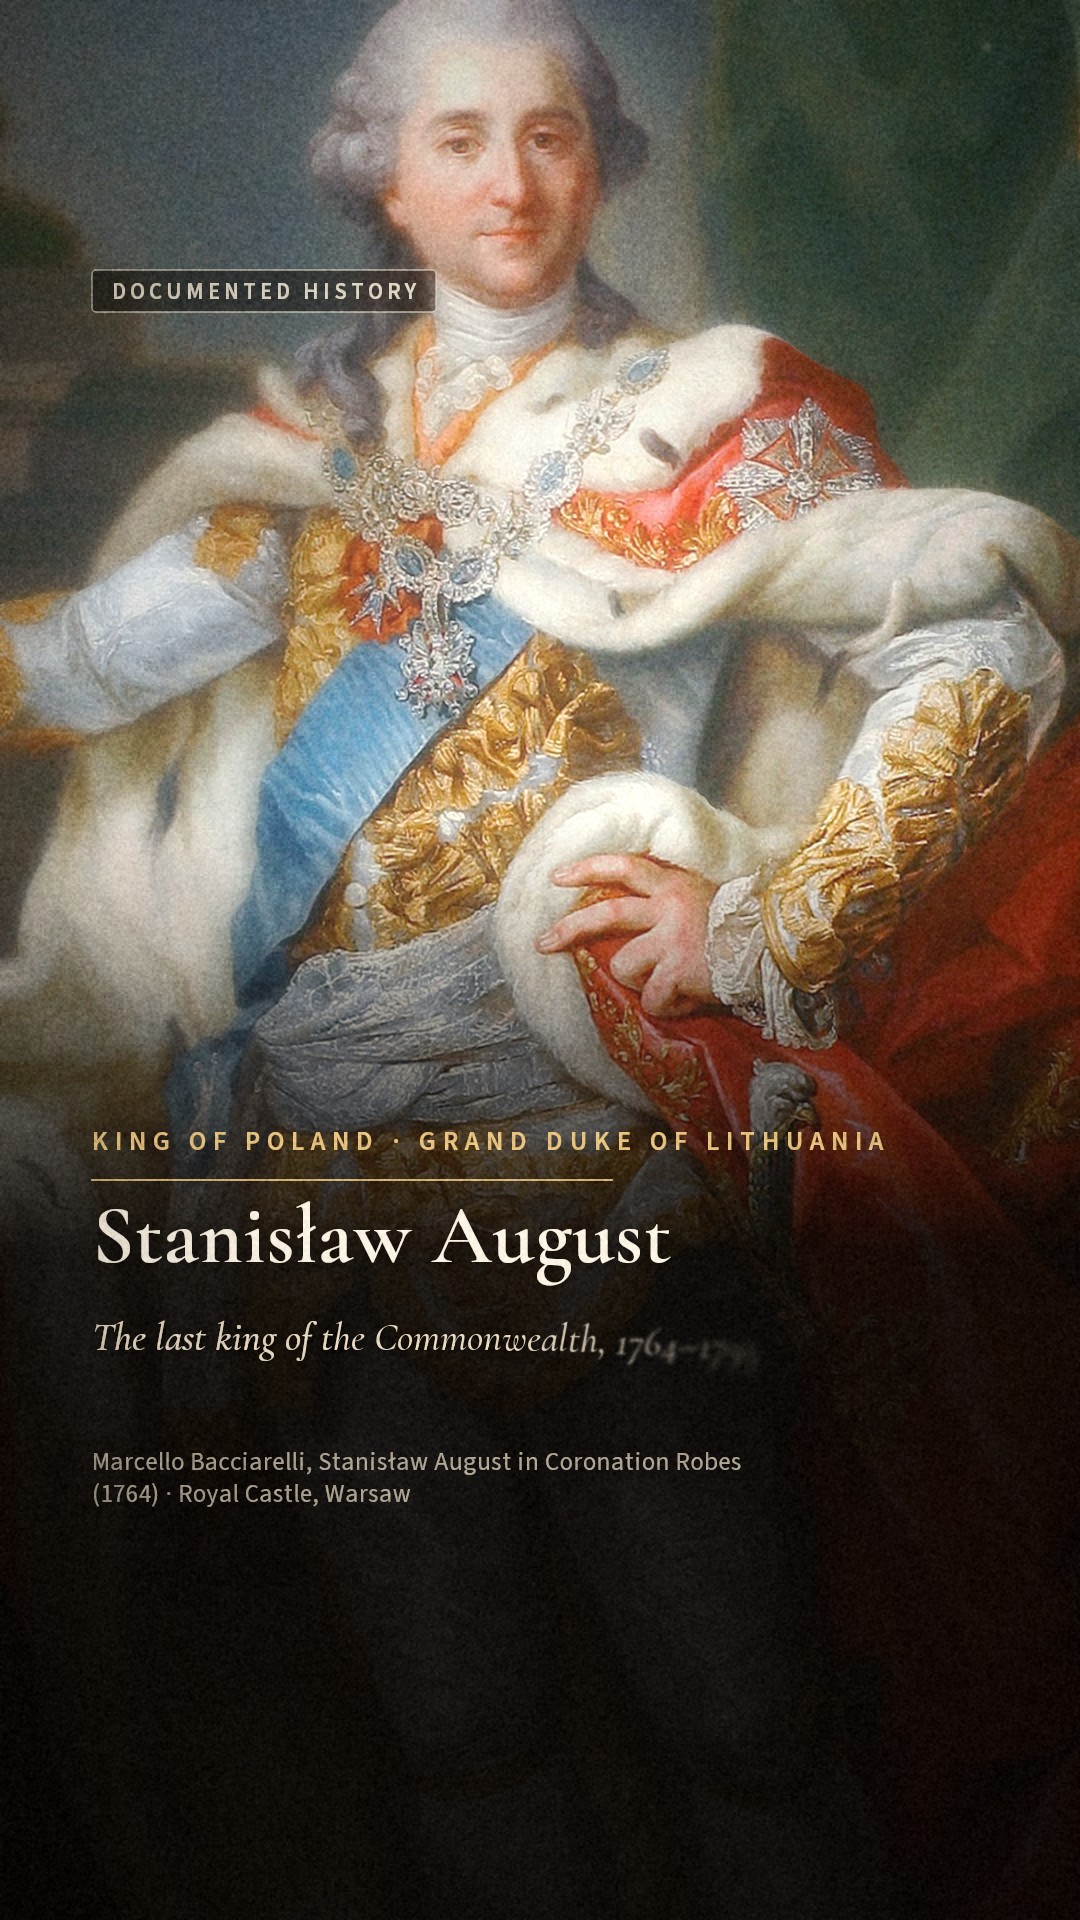 DOCUMENTED HISTORY
KING OF POLAND · GRAND DUKE OF LITHUANIA
Stanisław August
The last king of the Commonwealth,
Marcello Bacciarelli, Stanisław August in Coronation Robes
(1764) · Royal Castle, Warsaw